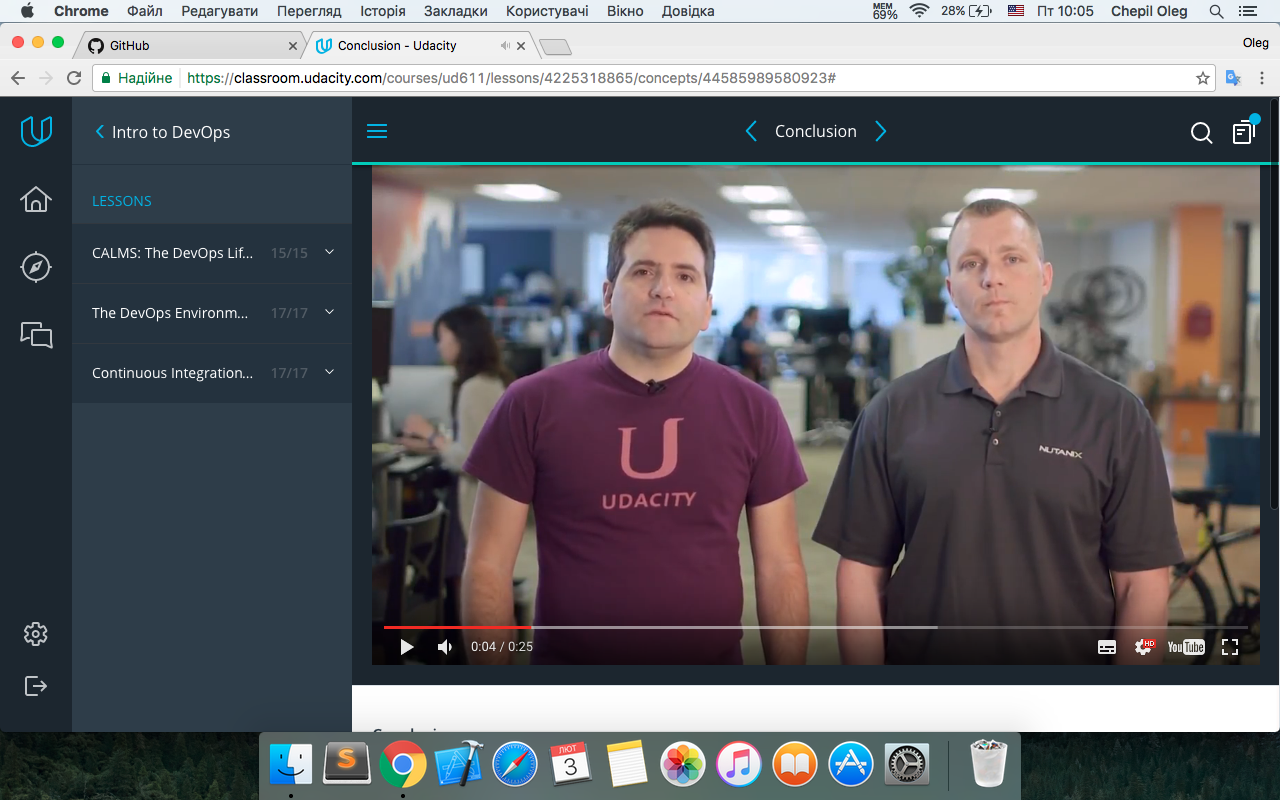 Chrome Файл Редагувати Перегляд Історія Закладки Користувачі Вікно Довідка MEM 69% 28% Пт 10:05 Chepil Oleg
GitHub Conclusion - Udacity Oleg
Надійне https://classroom.udacity.com/courses/ud611/lessons/4225318865/concepts/44585989580923#
Intro to DevOps
Conclusion
LESSONS
CALMS: The DevOps Lif... 15/15
The DevOps Environm... 17/17
Continuous Integration... 17/17
U
UDACITY
NUTANIX
0:04 / 0:25 HD YouTube
S
ЛЮТ
3